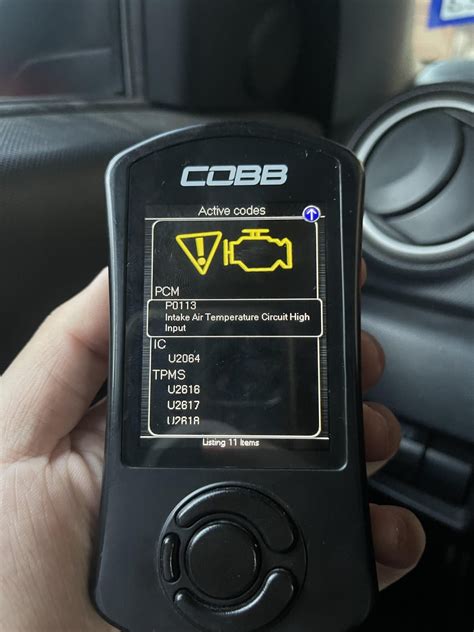 COBB
Active codes
PCM
P0113
Intake Air Temperature Circuit High
Input
IC
U2064
TPMS
U2616
U2617
U2618
Listing 11 Items